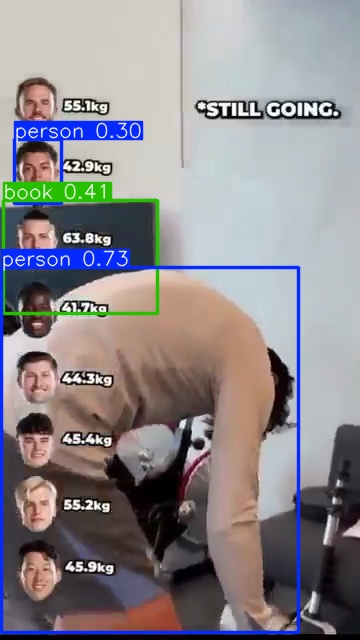 55.1kg
*STILL GOING.
person 0.30
42.9kg
book 0.41
63.8kg
person 0.73
41.7kg
44.3kg
45.4kg
55.2kg
45.9kg